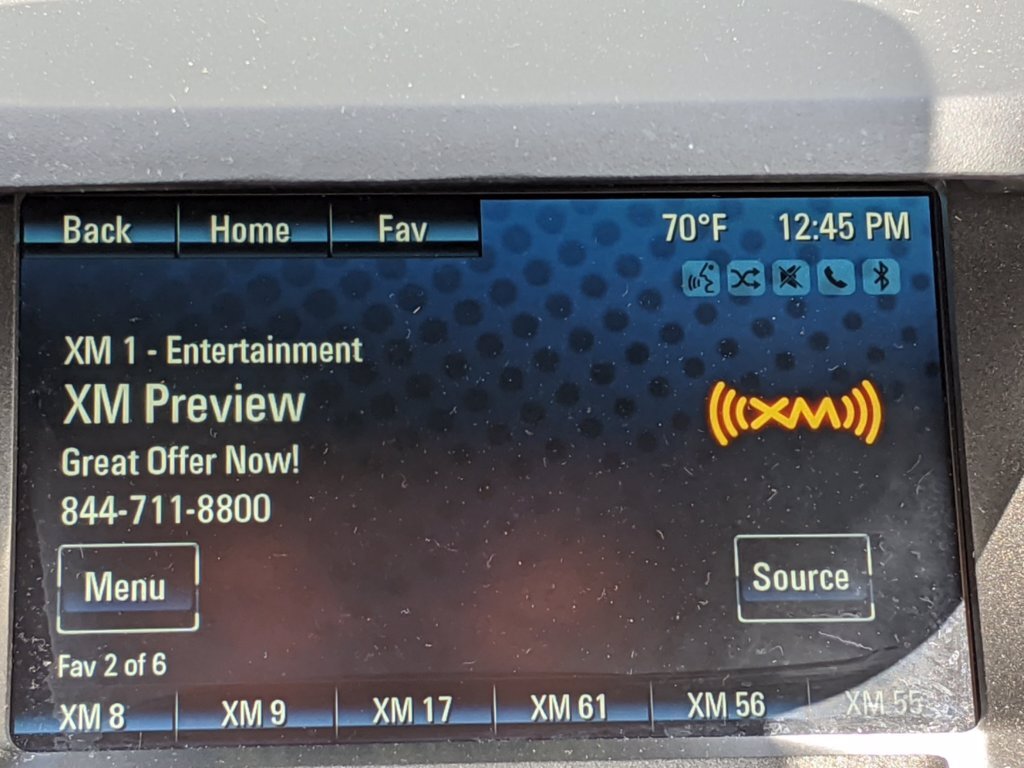 Back Home Fav 70°F 12:45 PM
XM 1 - Entertainment
XM Preview
XM
Great Offer Now!
844-711-8800
Menu Source
Fav 2 of 6
XM 8 XM 9 XM 17 XM 61 XM 56 XM 55